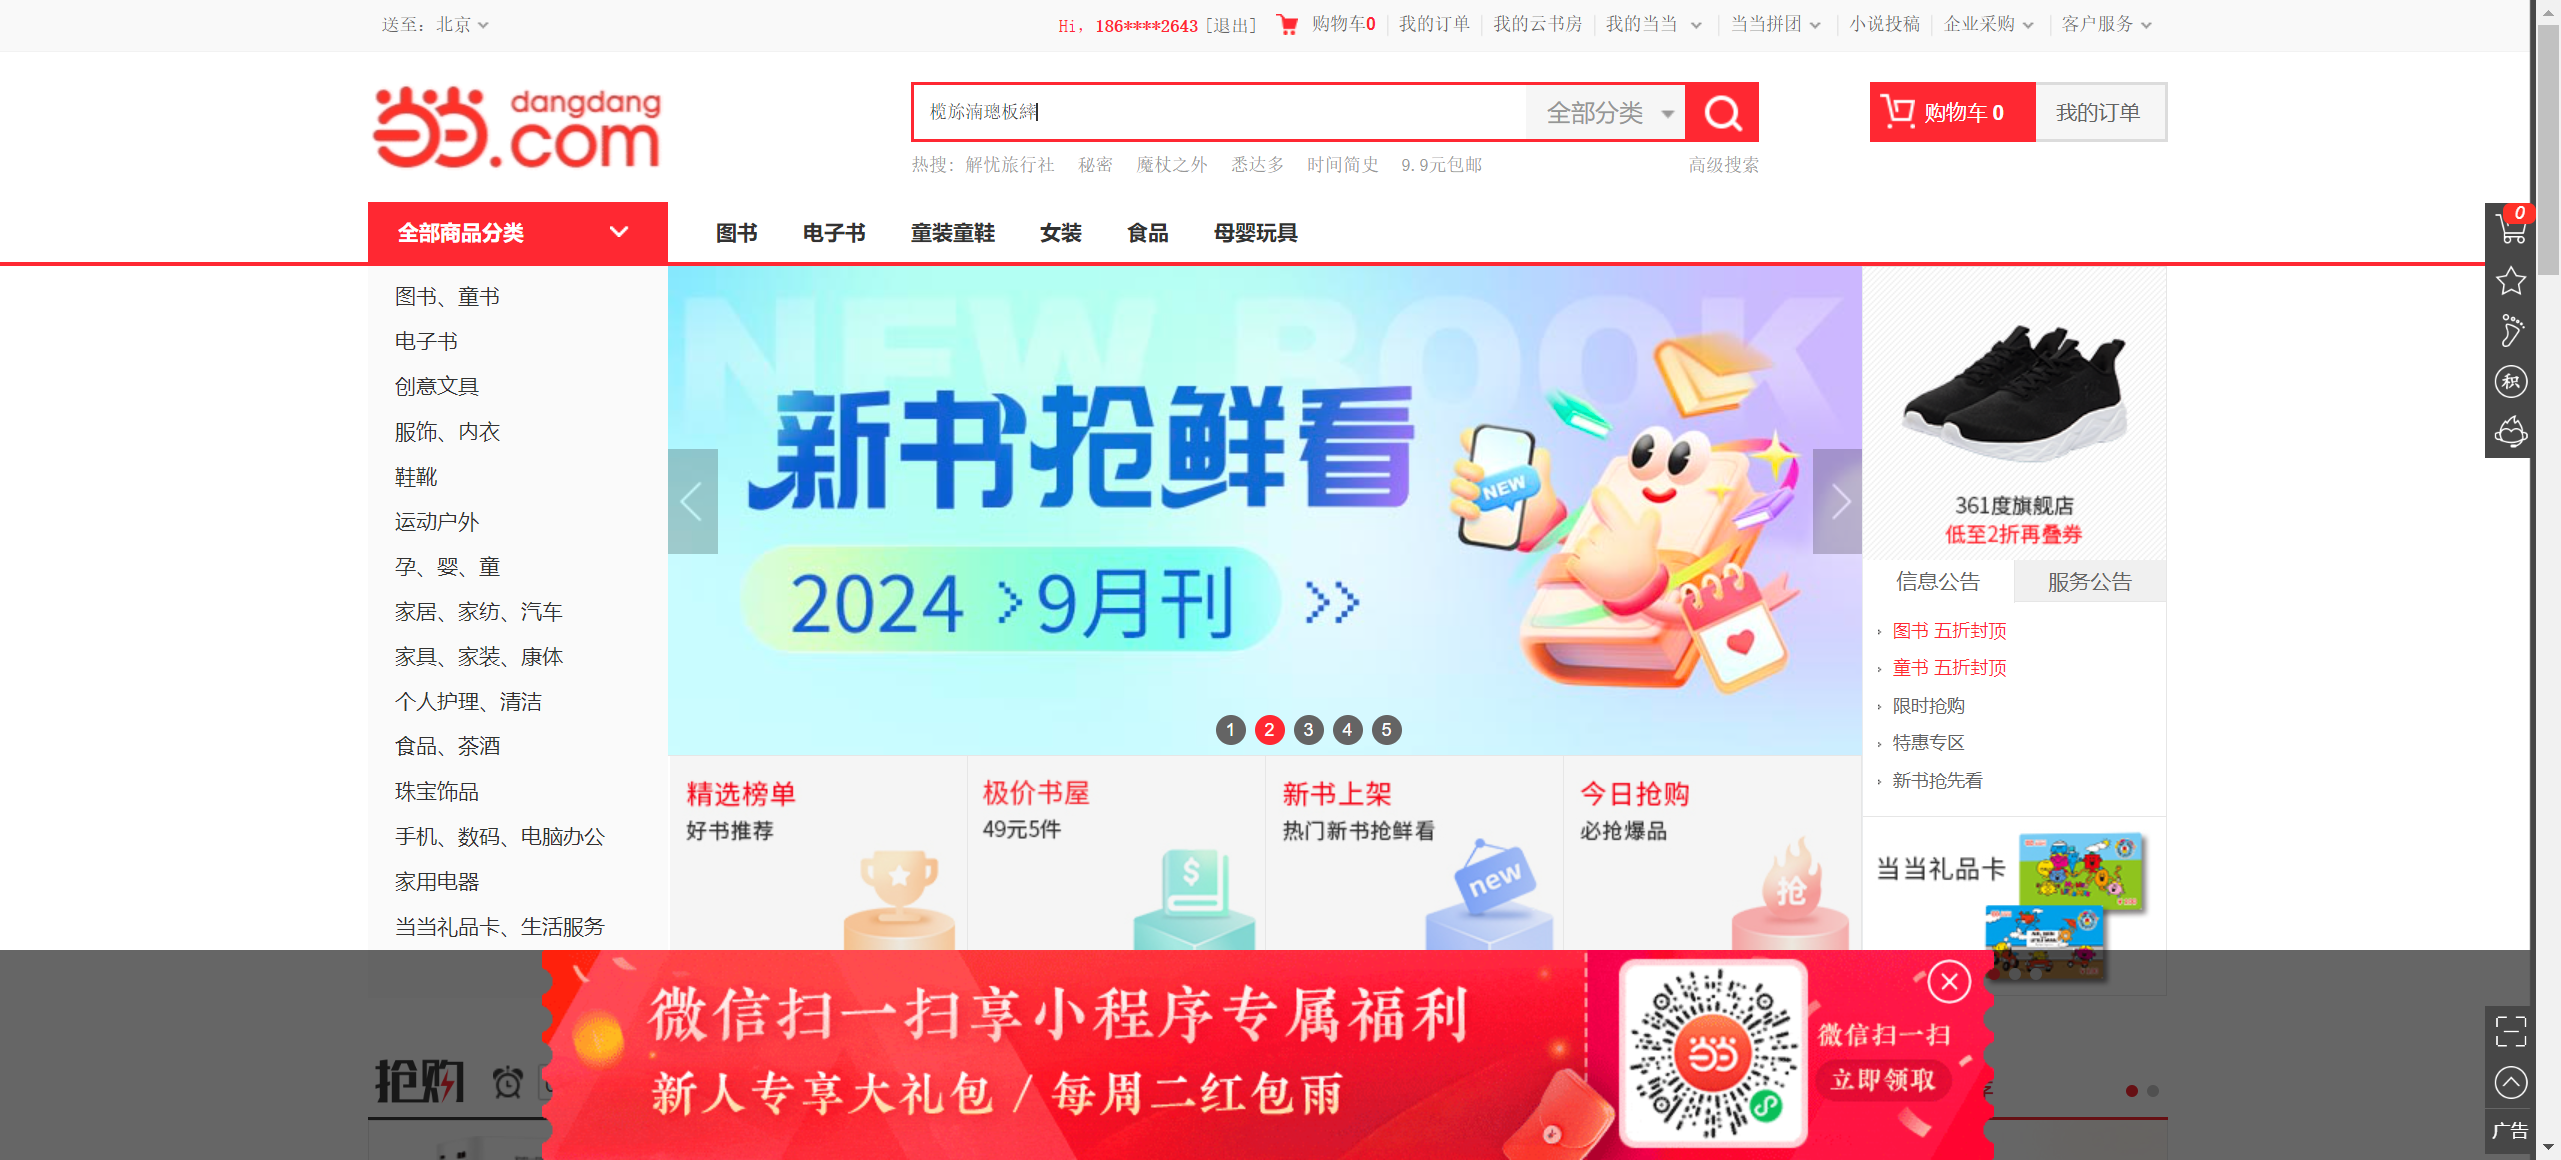 送至：北京
Hi，186****2643 [退出] 购物车0 我的订单 我的云书房 我的当当 当当拼团 小说投稿 企业采购 客户服务
dangdang
.com
全部分类
购物车 0
我的订单
热搜： 解忧旅行社 秘密 魔杖之外 悉达多 时间简史 9.9元包邮 高级搜索
全部商品分类
图书 电子书 童装童鞋 女装 食品 母婴玩具
图书、童书
电子书
创意文具
服饰、内衣
鞋靴
运动户外
孕、婴、童
家居、家纺、汽车
家具、家装、康体
个人护理、清洁
食品、茶酒
珠宝饰品
手机、数码、电脑办公
家用电器
当当礼品卡、生活服务
NEW BOOK
新书抢鲜看
NEW
2024 >9月刊 >>
1 2 3 4 5
精选榜单
好书推荐
极价书屋
49元5件
新书上架
热门新书抢鲜看
new
今日抢购
必抢爆品
抢
361度旗舰店
低至2折再叠券
信息公告 服务公告
图书 五折封顶
童书 五折封顶
限时抢购
特惠专区
新书抢先看
当当礼品卡
0
积
微信扫一扫享小程序专属福利
新人专享大礼包 / 每周二红包雨
微信扫一扫
立即领取
抢购
广告